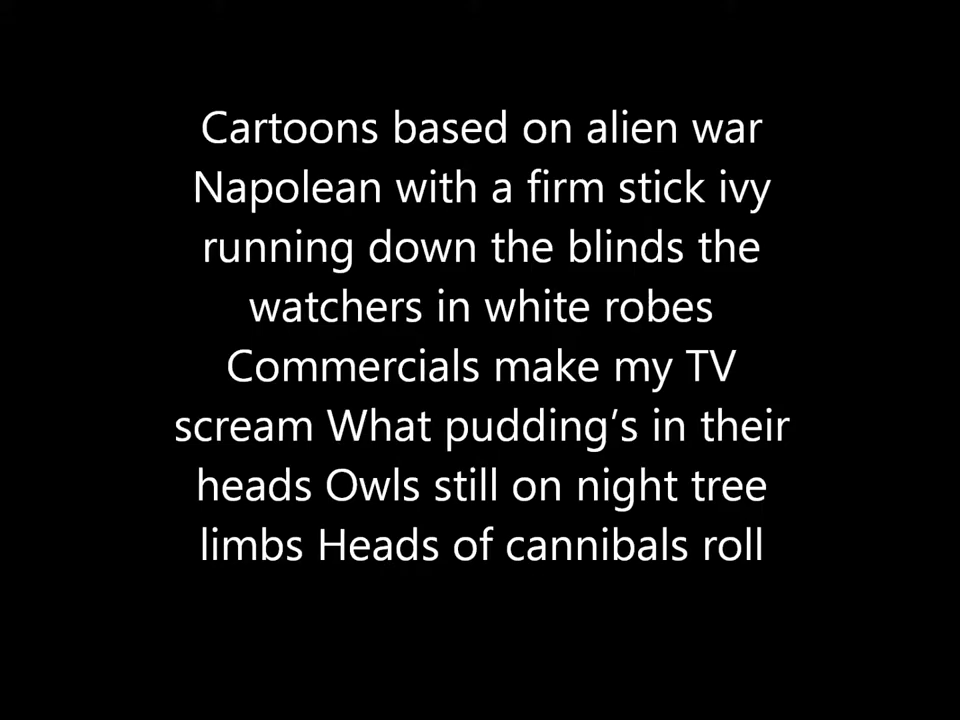 Cartoons based on alien war
Napolean with a firm stick ivy
running down the blinds the
watchers in white robes
Commercials make my TV
scream What pudding’s in their
heads Owls still on night tree
limbs Heads of cannibals roll